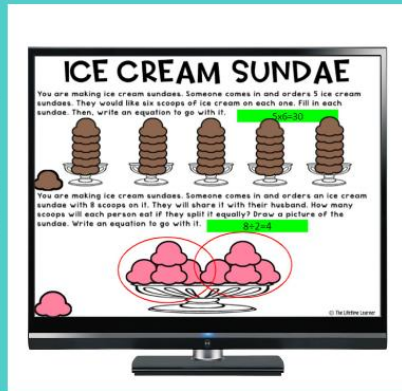 ICE CREAM SUNDAE
You are making ice cream sundaes. Someone comes in and orders 5 ice cream
sundaes. They would like six scoops of ice cream on each one. Fill in each
sundae. Then, write an equation to go with it.
5x6=30
You are making ice cream sundaes. Someone comes in and orders an ice cream
sundae with 8 scoops on it. They will share it with their husband. How many
scoops will each person eat if they split it equally? Draw a picture of the
sundae. Write an equation to go with it.
8÷2=4
© The Lifetime Learner